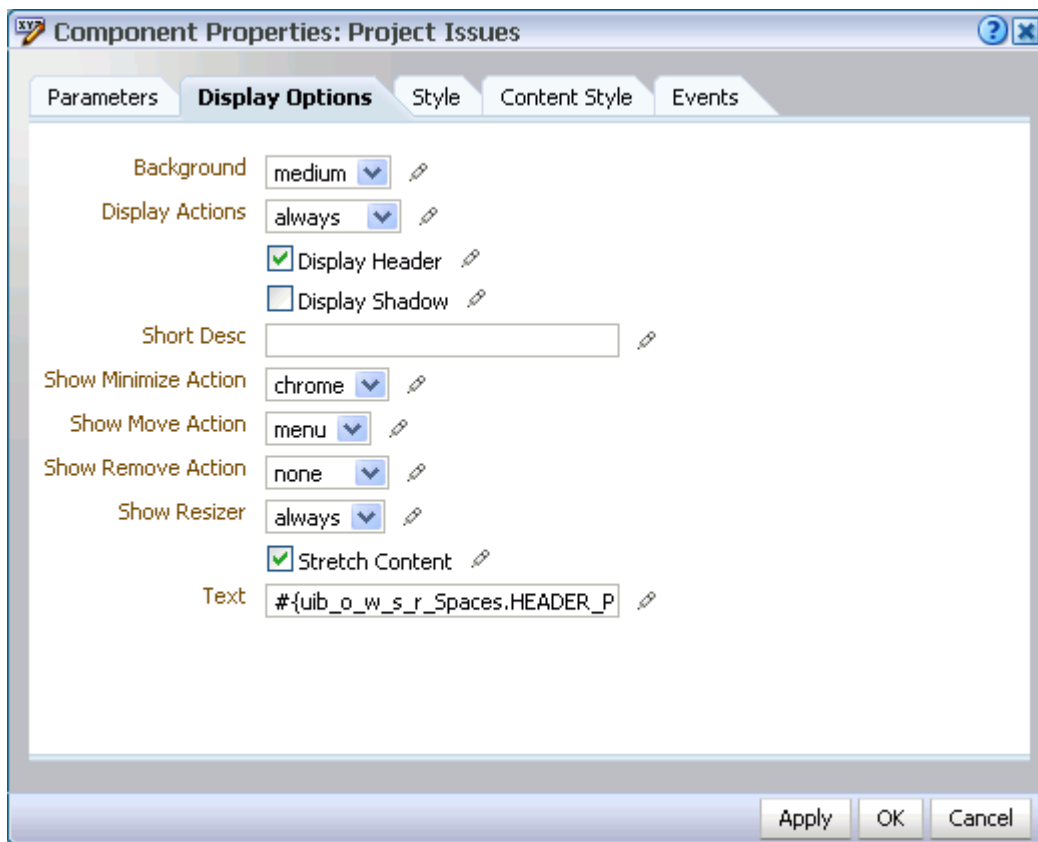 Component Properties: Project Issues
Parameters Display Options Style Content Style Events
Background medium
Display Actions always
Display Header
Display Shadow
Short Desc
Show Minimize Action chrome
Show Move Action menu
Show Remove Action none
Show Resizer always
Stretch Content
Text #{uib_o_w_s_r_Spaces.HEADER_P
Apply OK Cancel